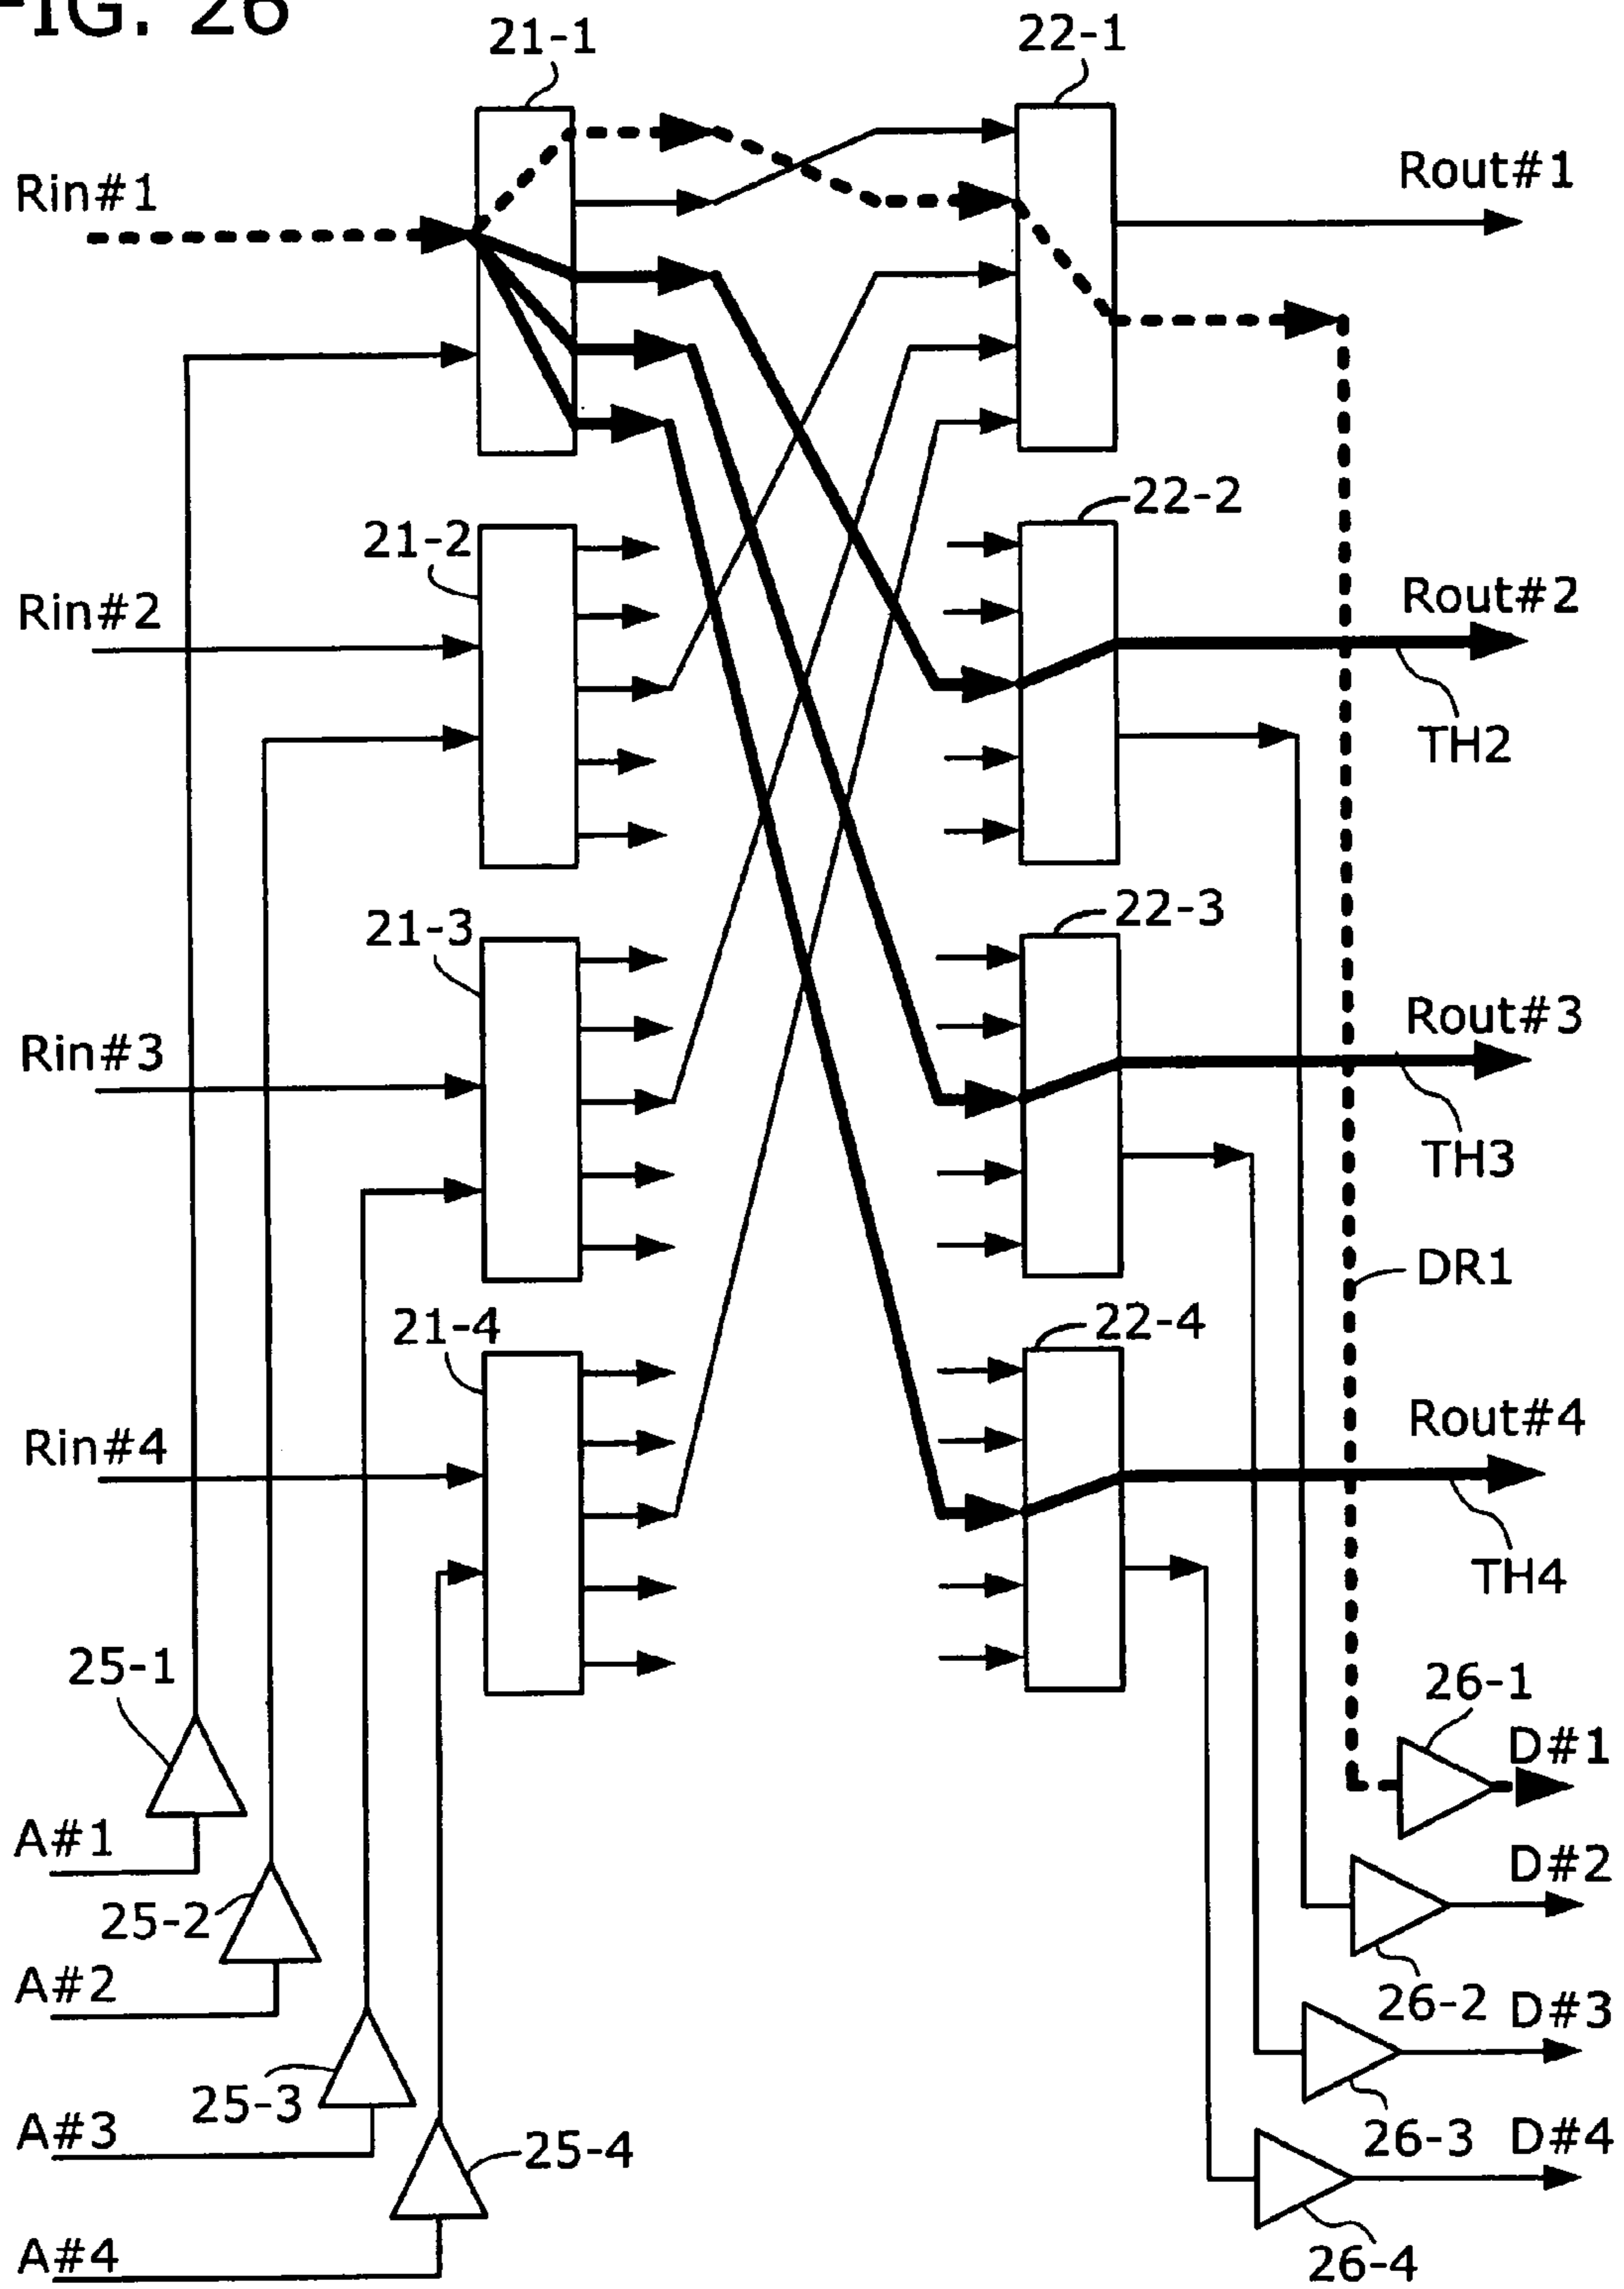 FIG. 26
21-1
22-1
Rin#1
Rout#1
22-2
21-2
Rin#2
Rout#2
TH2
21-3
22-3
Rin#3
Rout#3
TH3
DR1
21-4
22-4
Rin#4
Rout#4
TH4
25-1
26-1
D#1
A#1
D#2
25-2
A#2
26-2
D#3
25-3
A#3
26-3
D#4
25-4
A#4
26-4